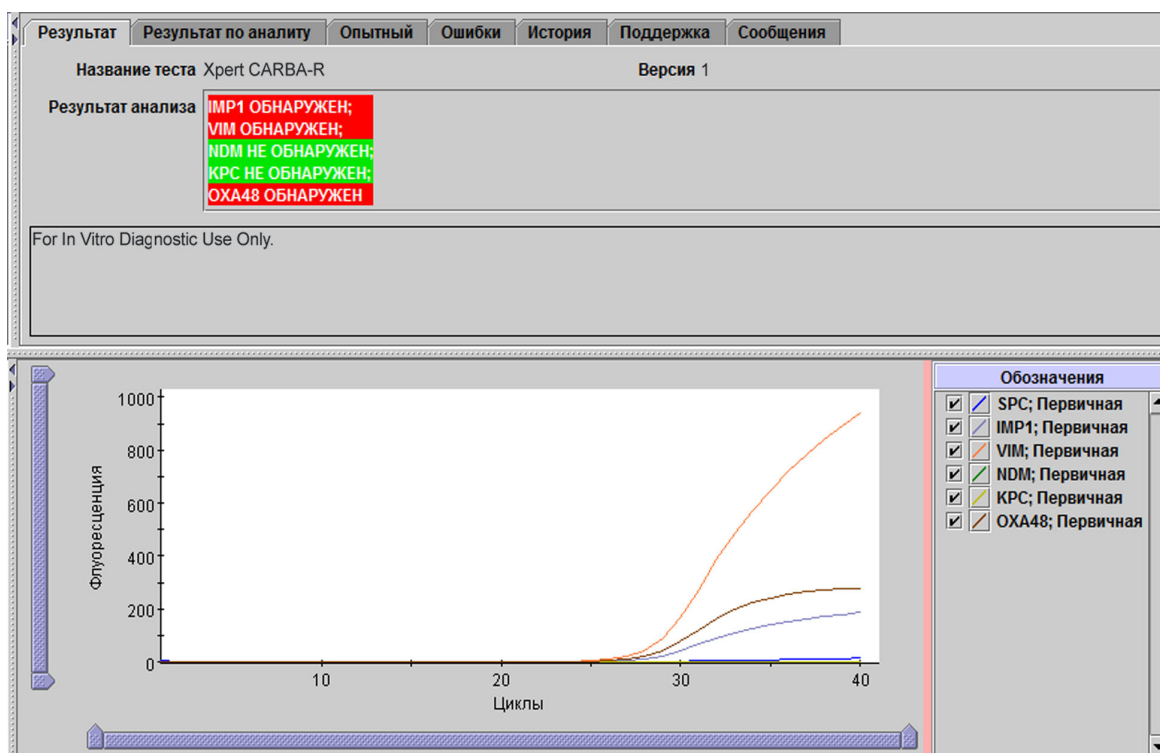 Результат Результат по аналиту Опытный Ошибки История Поддержка Сообщения
Название теста Xpert CARBA-R Версия 1
Результат анализа IMP1 ОБНАРУЖЕН;
VIM ОБНАРУЖЕН;
NDM НЕ ОБНАРУЖЕН;
KPC НЕ ОБНАРУЖЕН;
OXA48 ОБНАРУЖЕН
For In Vitro Diagnostic Use Only.
Обозначения
SPC; Первичная
IMP1; Первичная
VIM; Первичная
NDM; Первичная
KPC; Первичная
OXA48; Первичная
Флуоресценция
1000
800
600
400
200
0
10 20 30 40
Циклы